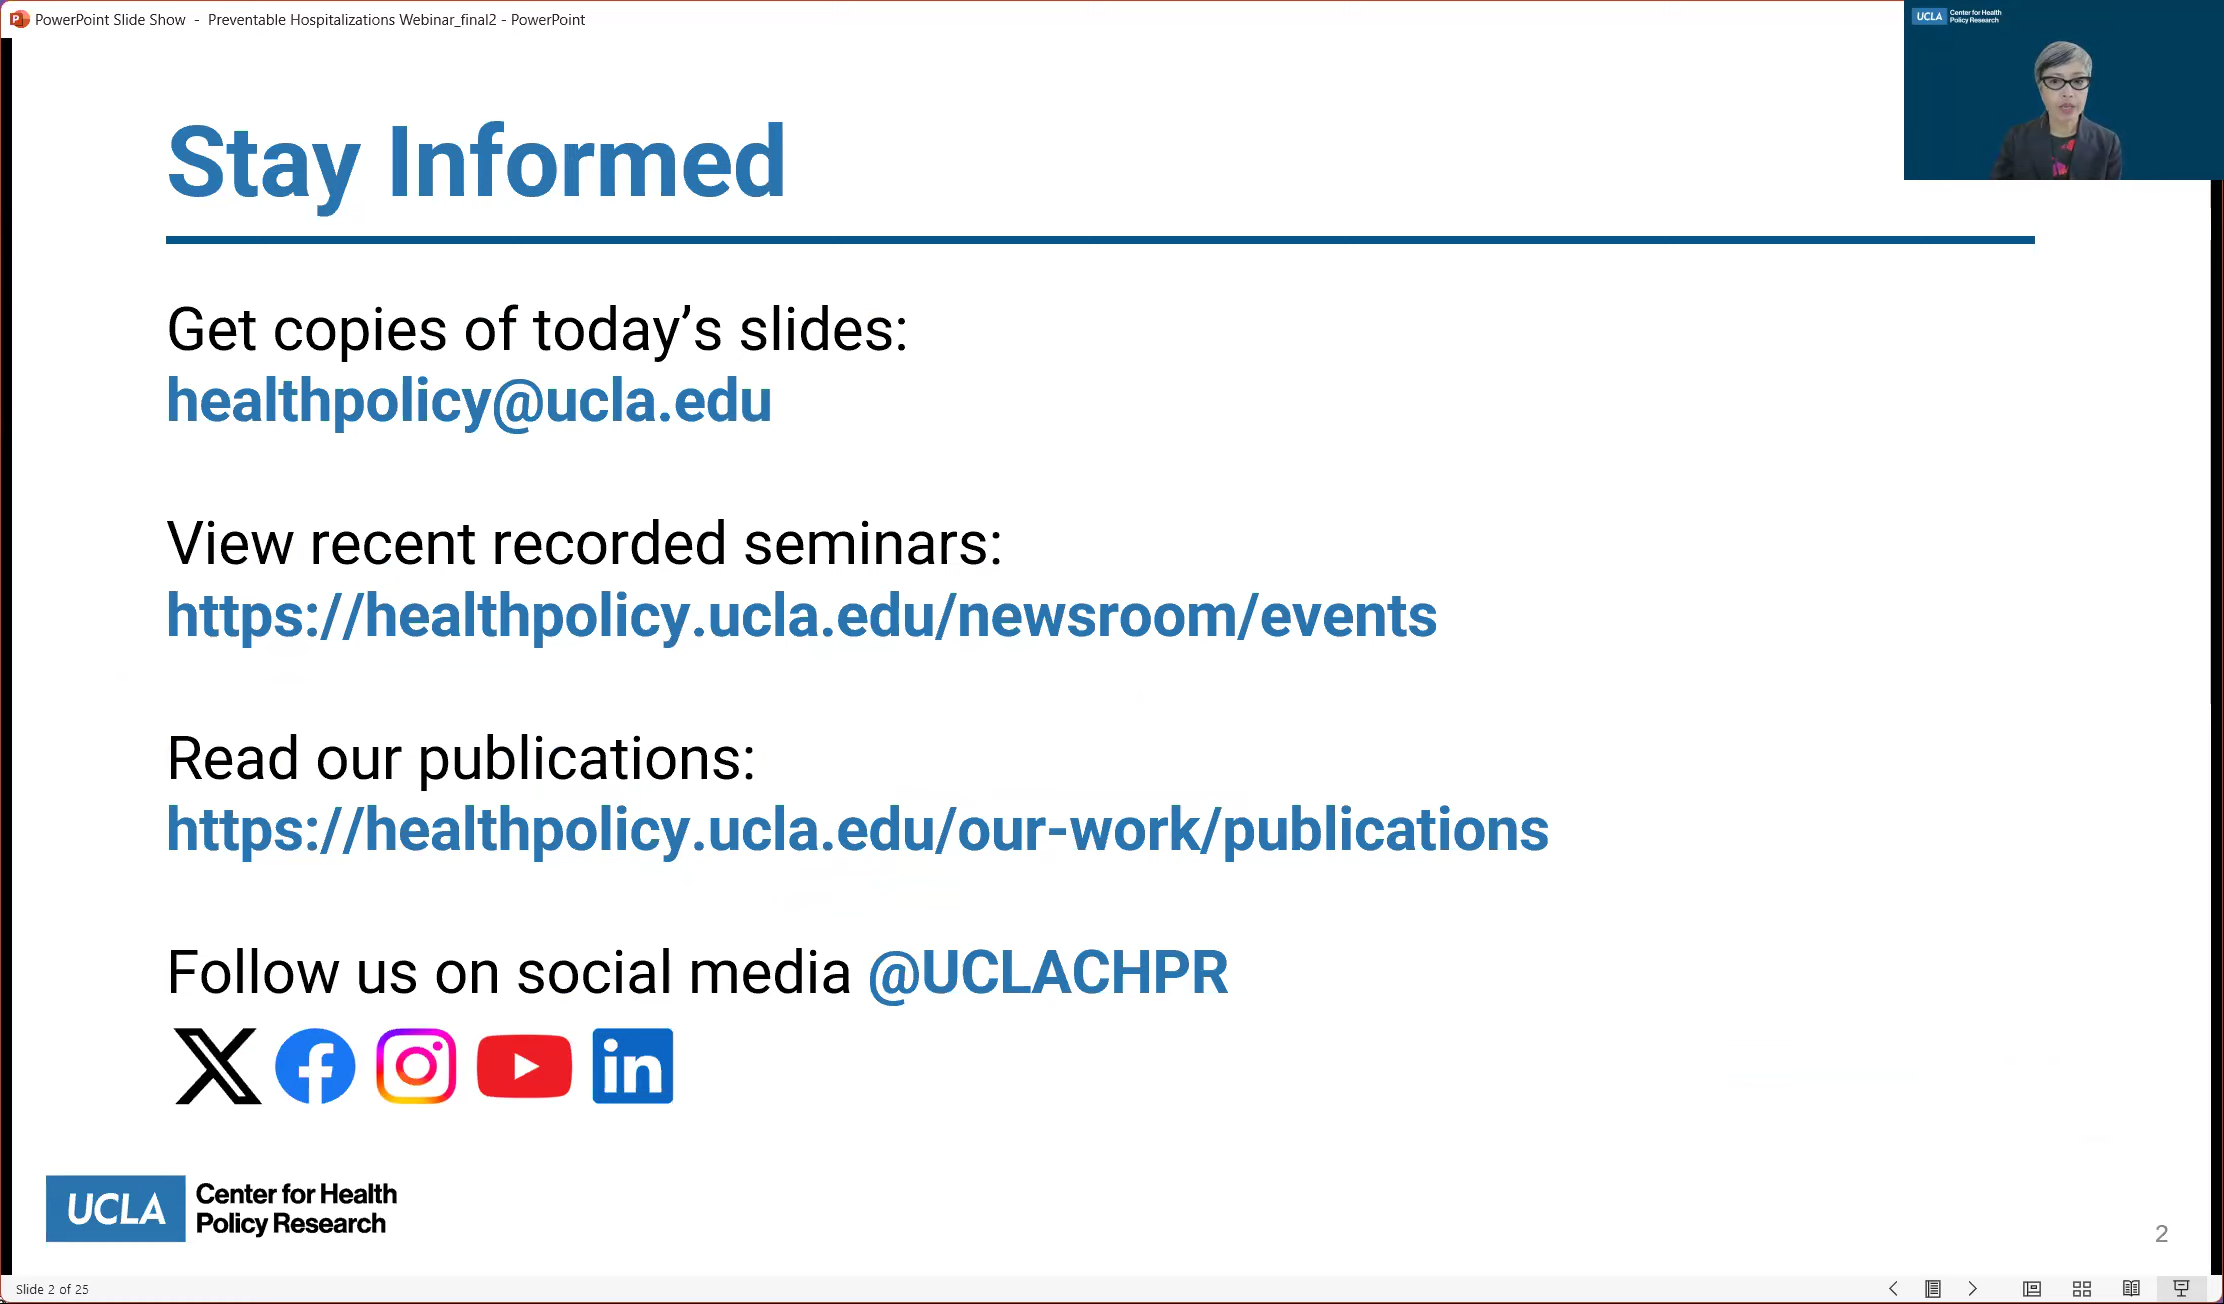 PowerPoint Slide Show - Preventable Hospitalizations Webinar_final2 - PowerPoint
UCLA Center for Health
Policy Research
Stay Informed
Get copies of today’s slides:
healthpolicy@ucla.edu
View recent recorded seminars:
https://healthpolicy.ucla.edu/newsroom/events
Read our publications:
https://healthpolicy.ucla.edu/our-work/publications
Follow us on social media @UCLACHPR
UCLA Center for Health
Policy Research
2
Slide 2 of 25